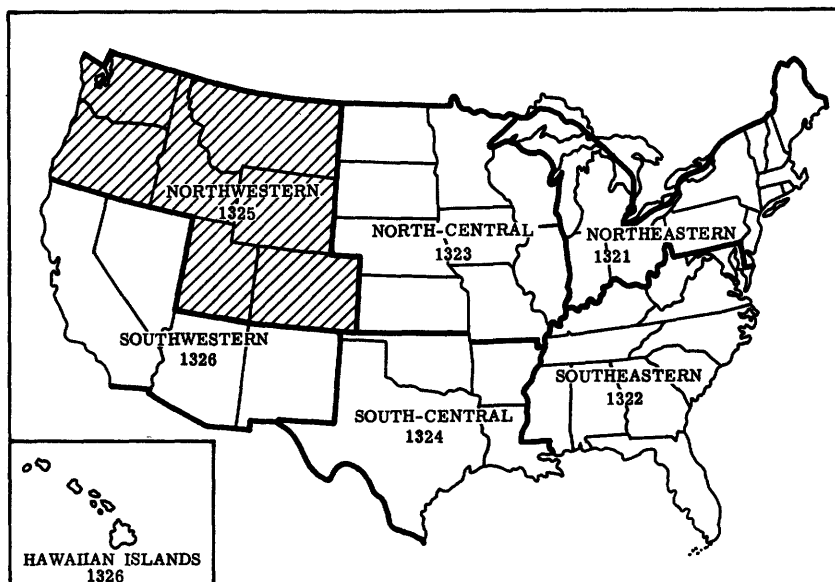 NORTHWESTERN
1325
NORTH-CENTRAL
1323
NORTHEASTERN
1321
SOUTHWESTERN
1326
SOUTHEASTERN
1322
SOUTH-CENTRAL
1324
HAWAIIAN ISLANDS
1326